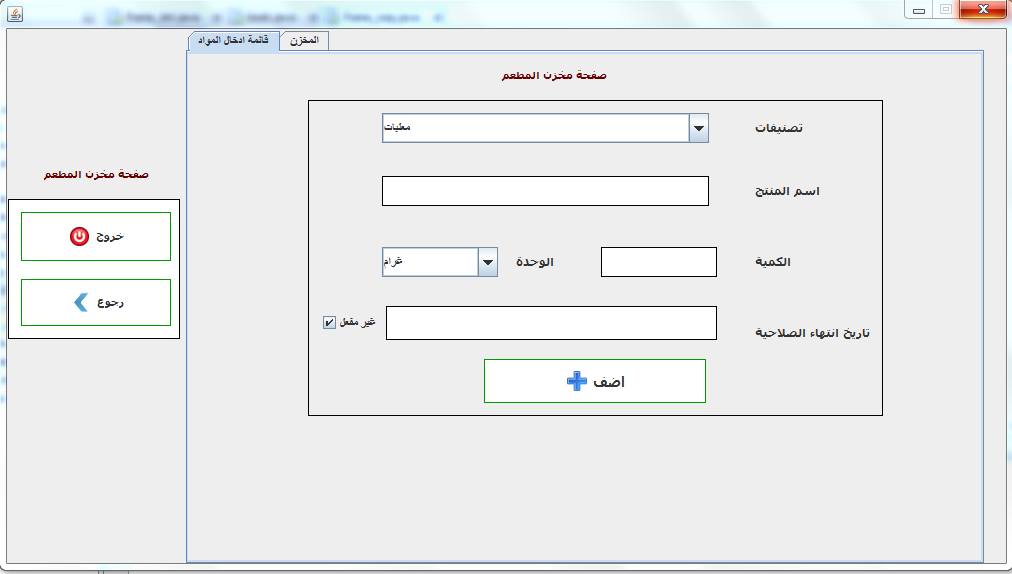 قائمة ادخال المواد
المخزن
صفحة مخزن المطعم
تصنيفات
معلبات
اسم المنتج
الكمية
الوحدة
غرام
تاريخ انتهاء الصلاحية
غير مفعل
اضف
صفحة مخزن المطعم
خروج
رجوع